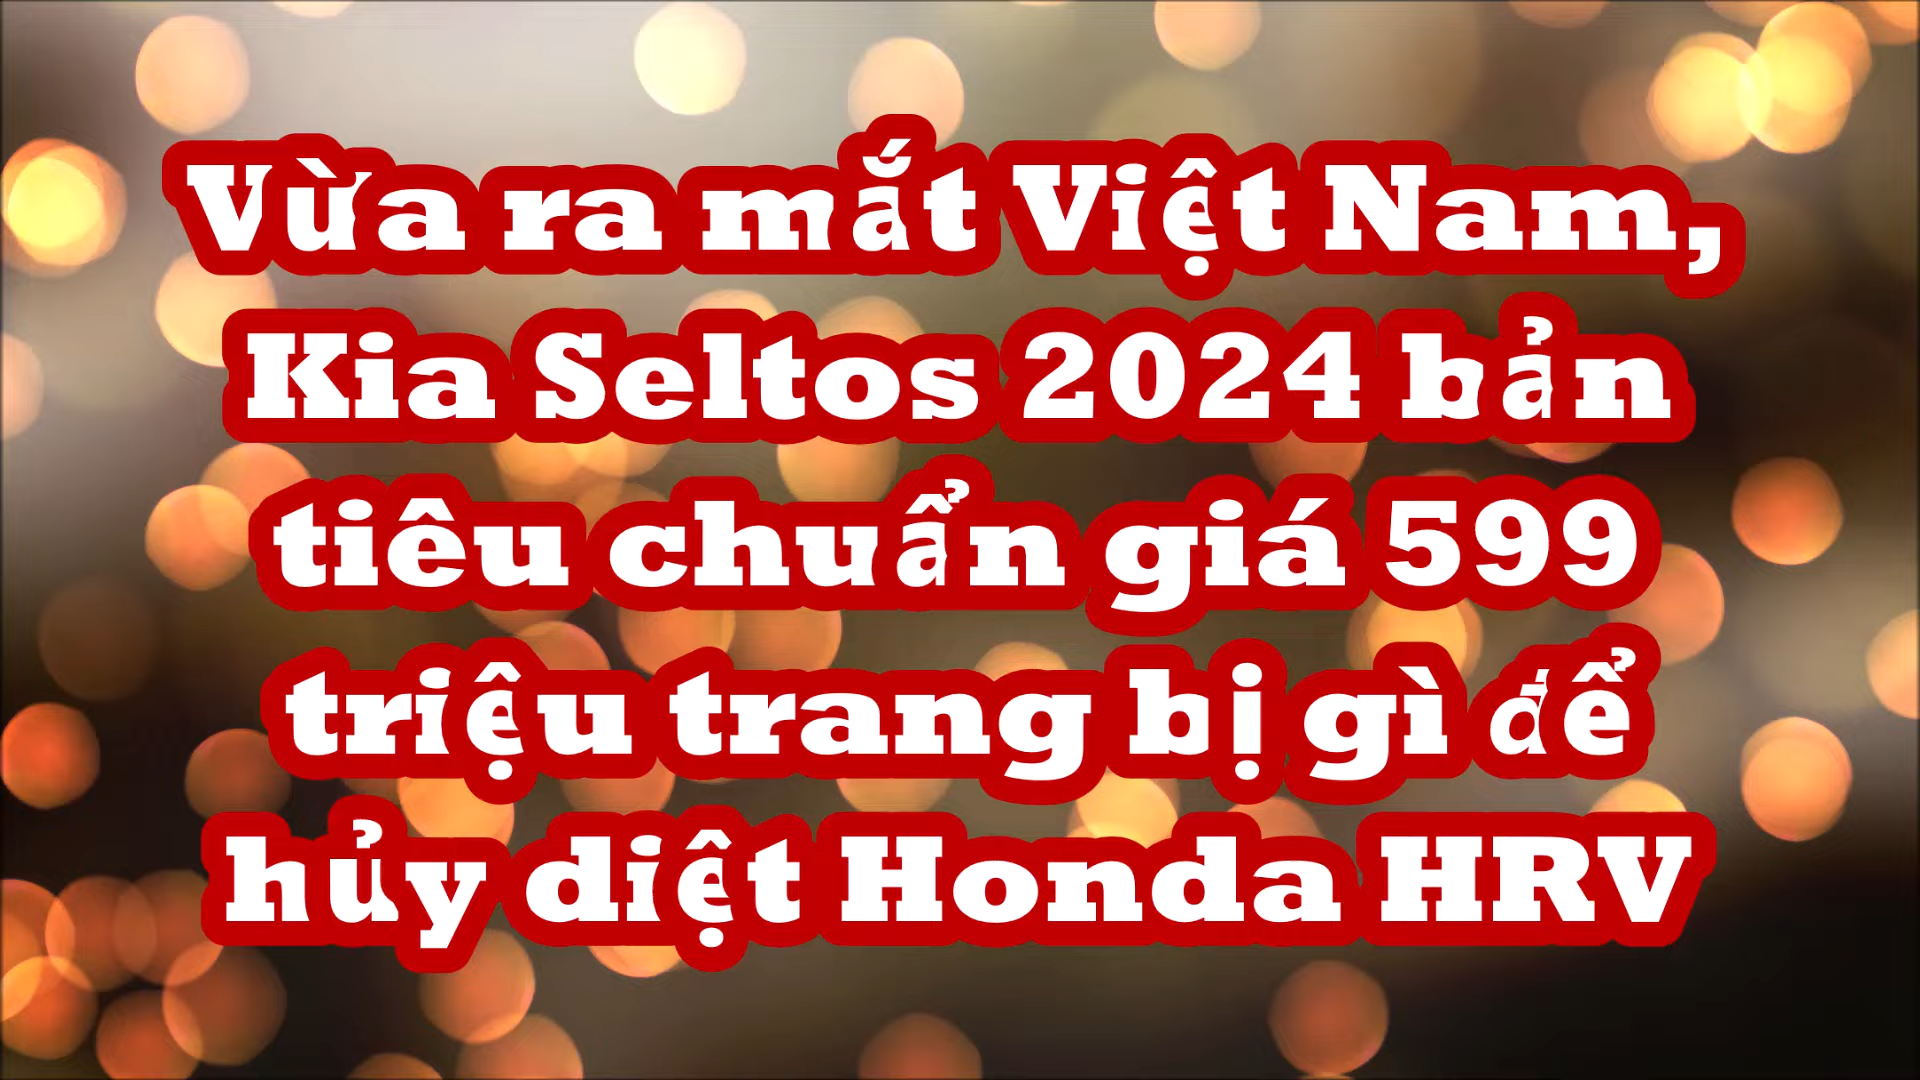 Vừa ra mắt Việt Nam,
Kia Seltos 2024 bản
tiêu chuẩn giá 599
triệu trang bị gì để
hủy diệt Honda HRV